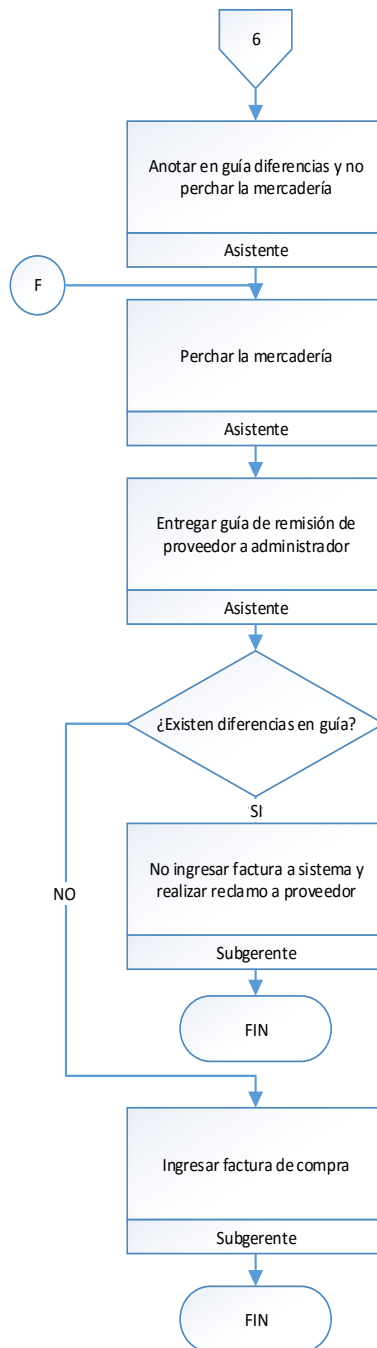 6
Anotar en guía diferencias y no
perchar la mercadería
Asistente
F
Perchar la mercadería
Asistente
Entregar guía de remisión de
proveedor a administrador
Asistente
¿Existen diferencias en guía?
SI
No ingresar factura a sistema y
realizar reclamo a proveedor
NO
Subgerente
FIN
Ingresar factura de compra
Subgerente
FIN